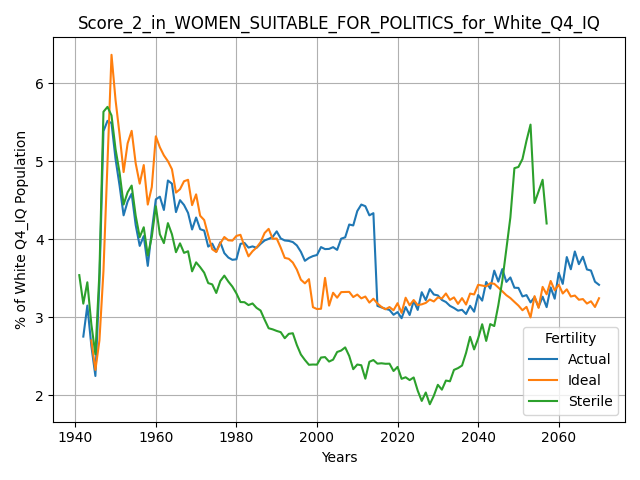 Score_2_in_WOMEN_SUITABLE_FOR_POLITICS_for_White_Q4_IQ
% of White Q4_IQ Population
6
5
4
3
2
Fertility
Actual
Ideal
Sterile
1940 1960 1980 2000 2020 2040 2060
Years